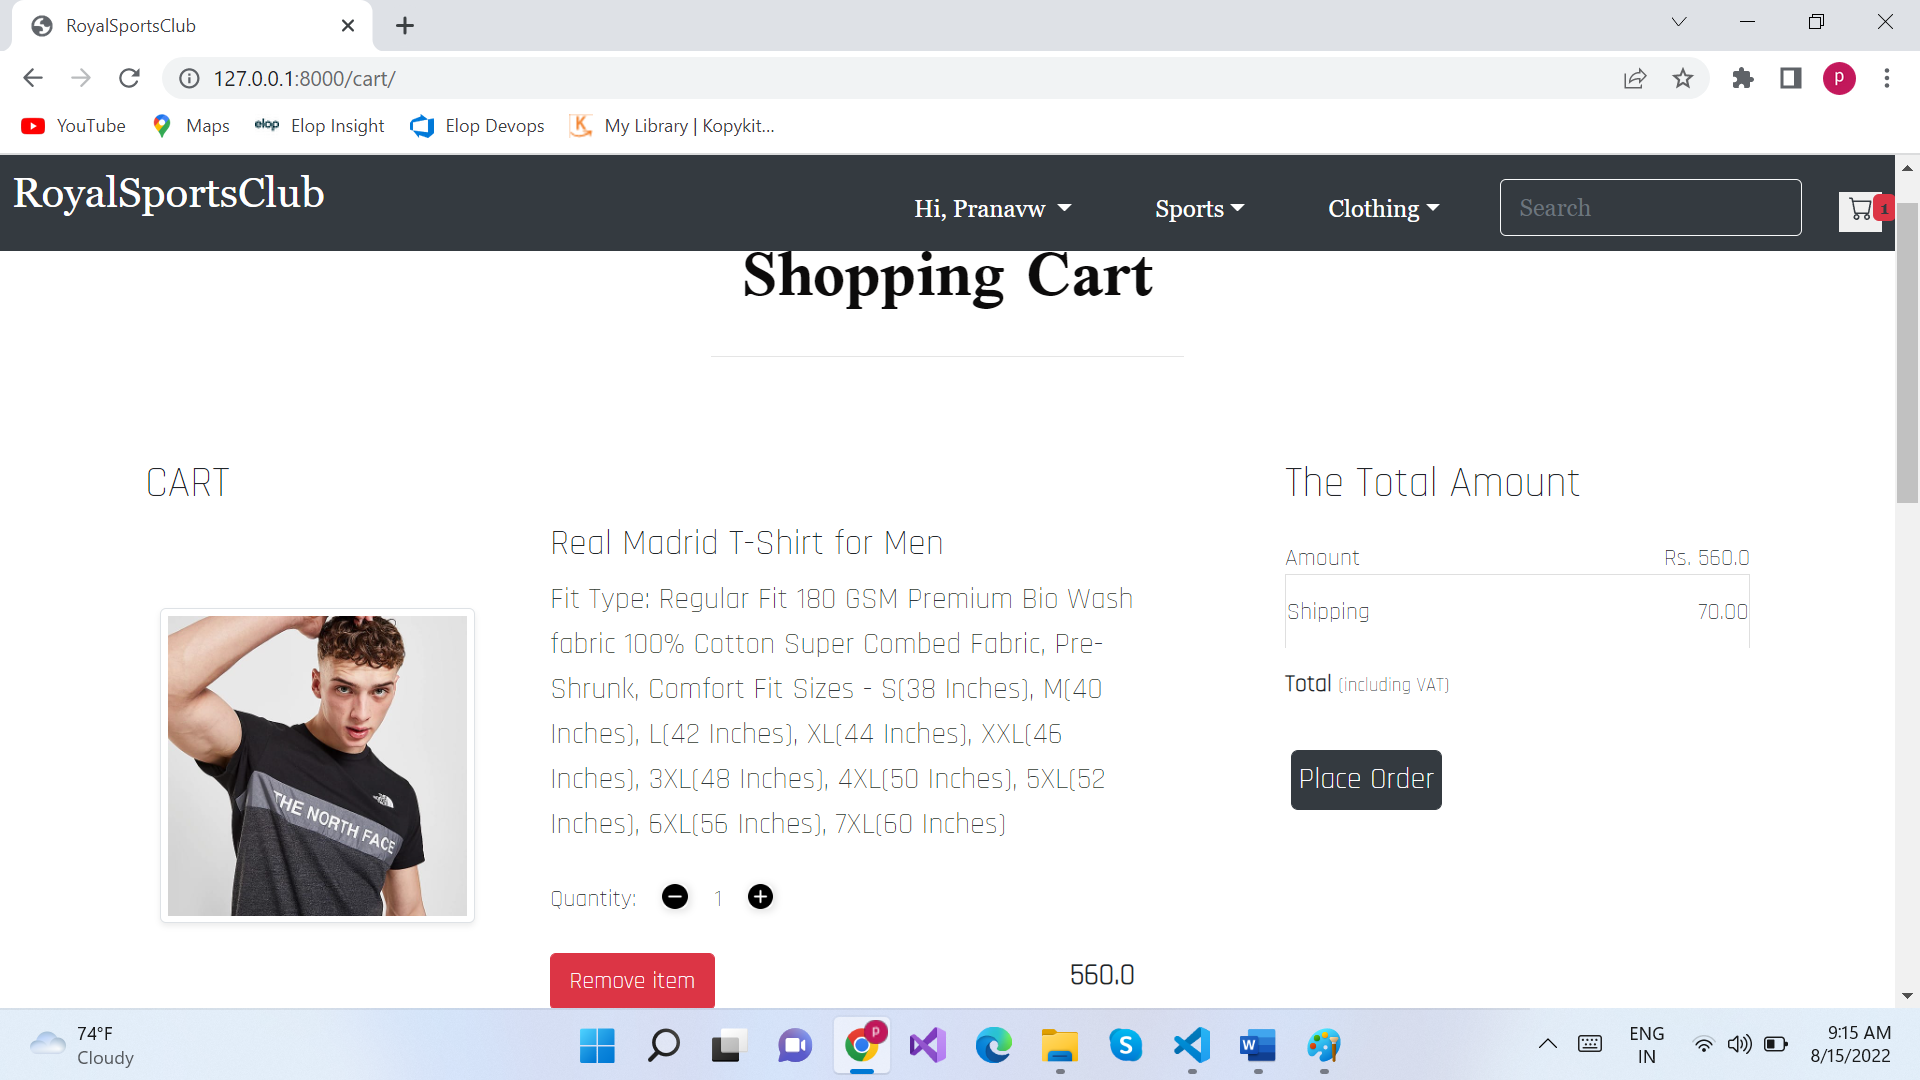 RoyalSportsClub
127.0.0.1:8000/cart/
P
YouTube
Maps
elop Elop Insight
Elop Devops
K My Library | Kopykit...
RoyalSportsClub
Hi, Pranavw
Sports
Clothing
Search
1
Shopping Cart
CART
The Total Amount
Real Madrid T-Shirt for Men
Amount Rs. 560.0
Fit Type: Regular Fit 180 GSM Premium Bio Wash
fabric 100% Cotton Super Combed Fabric, Pre-
Shrunk, Comfort Fit Sizes - S(38 Inches), M(40
Inches), L(42 Inches), XL(44 Inches), XXL(46
Inches), 3XL(48 Inches), 4XL(50 Inches), 5XL(52
Inches), 6XL(56 Inches), 7XL(60 Inches)
Shipping 70.00
Total (including VAT)
Place Order
THE NORTH FACE
Quantity: 1
Remove item
560.0
74°F
Cloudy
P
S
W
ENG
IN
9:15 AM
8/15/2022